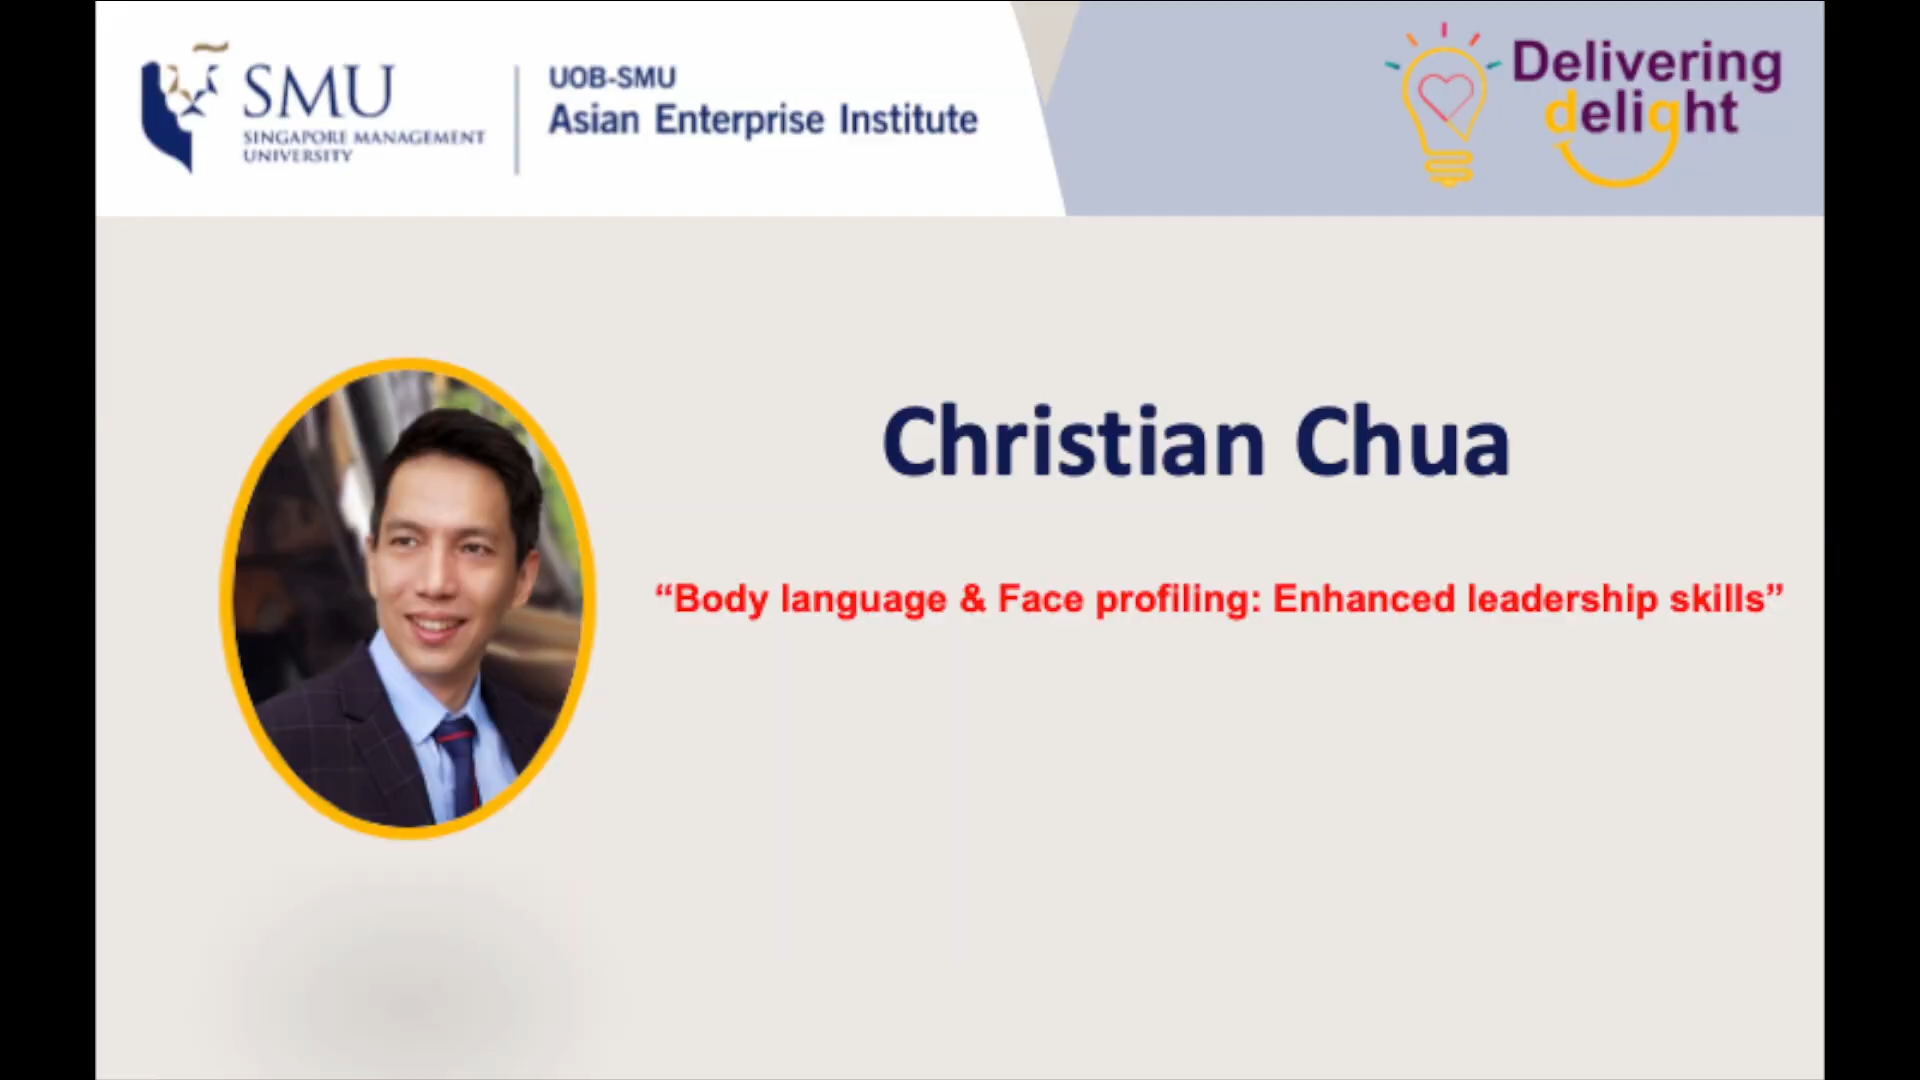 SMU
SINGAPORE MANAGEMENT
UNIVERSITY
UOB-SMU
Asian Enterprise Institute
Delivering
delight
Christian Chua
“Body language & Face profiling: Enhanced leadership skills”